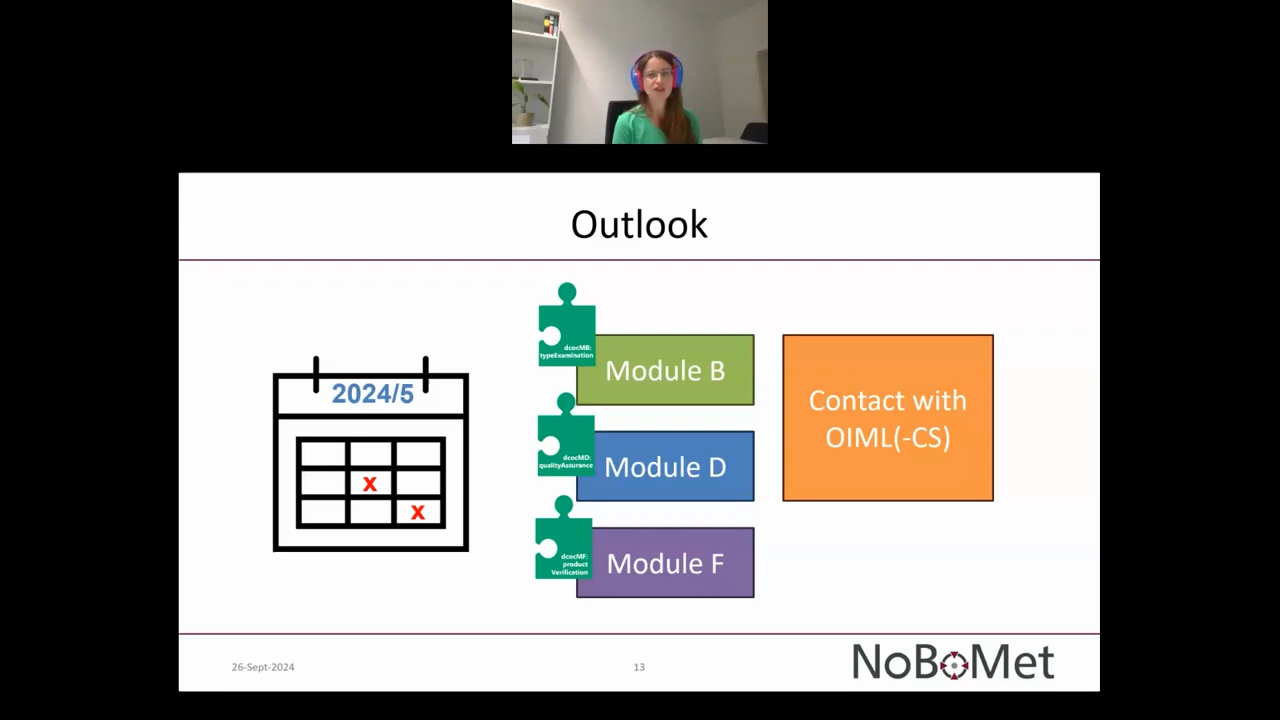 Outlook
2024/5
x
x
dcocMB:
typeExamination
Module B
dcocMD:
qualityAssurance
Module D
dcocMF:
product
Verification
Module F
Contact with
OIML(-CS)
26-Sept-2024
13
NoBoMet